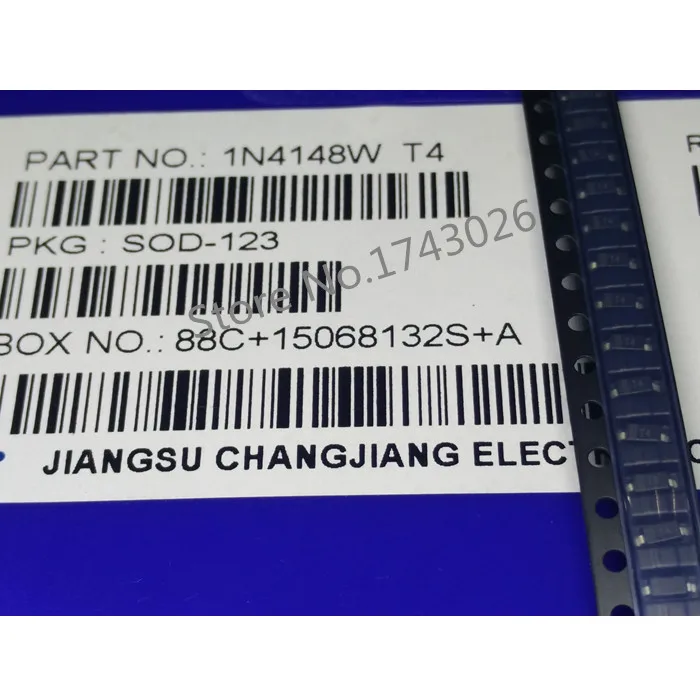 PART NO.: 1N4148W T4
PKG : SOD-123
BOX NO.: 88C+15068132S+A
JIANGSU CHANGJIANG ELECT
Store No.1743026